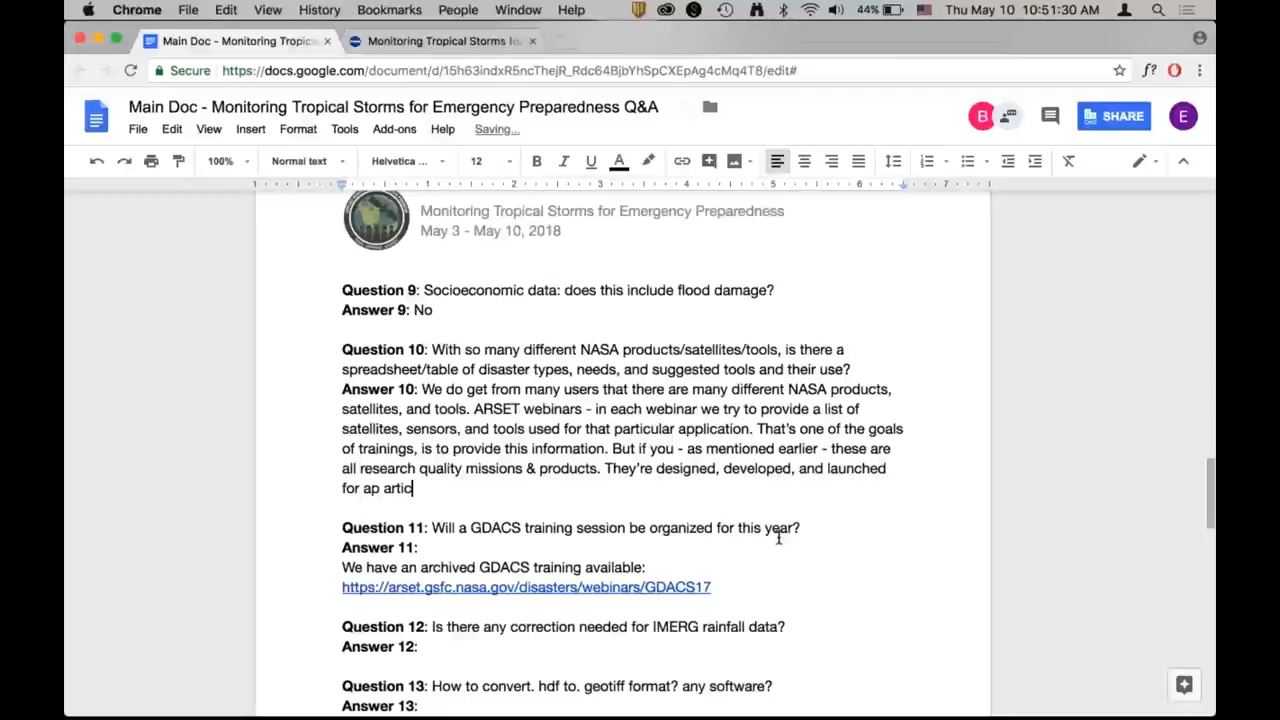 Chrome File Edit View History Bookmarks People Window Help 44% Thu May 10 10:51:30 AM
Main Doc - Monitoring Tropica Monitoring Tropical Storms for
Secure https://docs.google.com/document/d/15h63indxR5ncThejR_Rdc64BjbYhSpCXEpAg4cMq4T8/edit# f?
Main Doc - Monitoring Tropical Storms for Emergency Preparedness Q&A
B SHARE E
File Edit View Insert Format Tools Add-ons Help Saving...
100% Normal text Helvetica ... 12 B I U A
1 1 2 3 4 5 6 7
Monitoring Tropical Storms for Emergency Preparedness
May 3 - May 10, 2018
Question 9: Socioeconomic data: does this include flood damage?
Answer 9: No
Question 10: With so many different NASA products/satellites/tools, is there a
spreadsheet/table of disaster types, needs, and suggested tools and their use?
Answer 10: We do get from many users that there are many different NASA products,
satellites, and tools. ARSET webinars - in each webinar we try to provide a list of
satellites, sensors, and tools used for that particular application. That's one of the goals
of trainings, is to provide this information. But if you - as mentioned earlier - these are
all research quality missions & products. They're designed, developed, and launched
for ap artic
Question 11: Will a GDACS training session be organized for this year?
Answer 11:
We have an archived GDACS training available:
https://arset.gsfc.nasa.gov/disasters/webinars/GDACS17
Question 12: Is there any correction needed for IMERG rainfall data?
Answer 12:
Question 13: How to convert. hdf to. geotiff format? any software?
Answer 13: